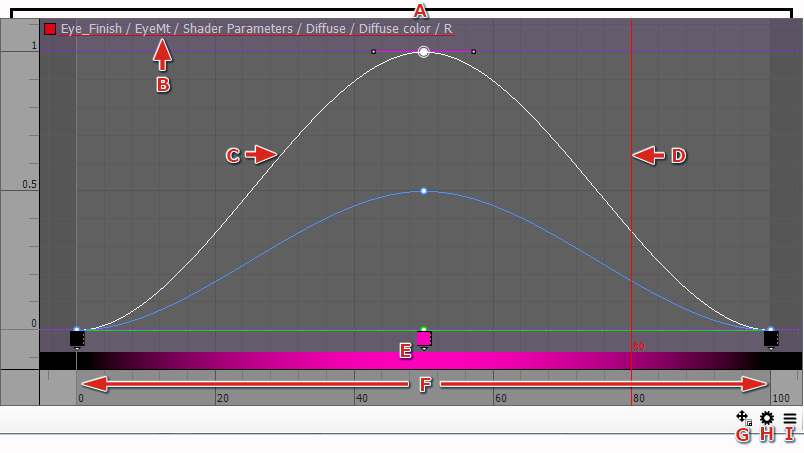 A
Eye_Finish / EyeMt / Shader Parameters / Diffuse / Diffuse color / R
1
B
C
D
0.5
0
E
80
F
0
20
40
60
80
100
G
H
I